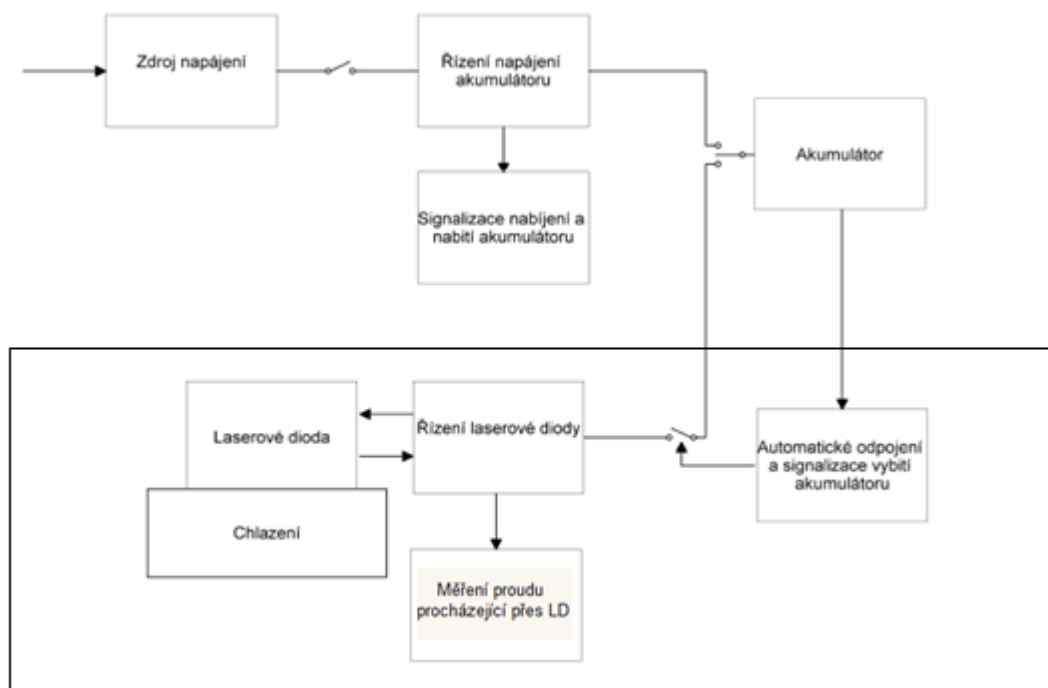 Zdroj napájení
Řízení napájení
akumulátoru
Akumulátor
Signalizace nabíjení a
nabití akumulátoru
Laserové dioda
Řízení laserové diody
Automatické odpojení
a signalizace vybití
akumulátoru
Chlazení
Měření proudu
procházející přes LD